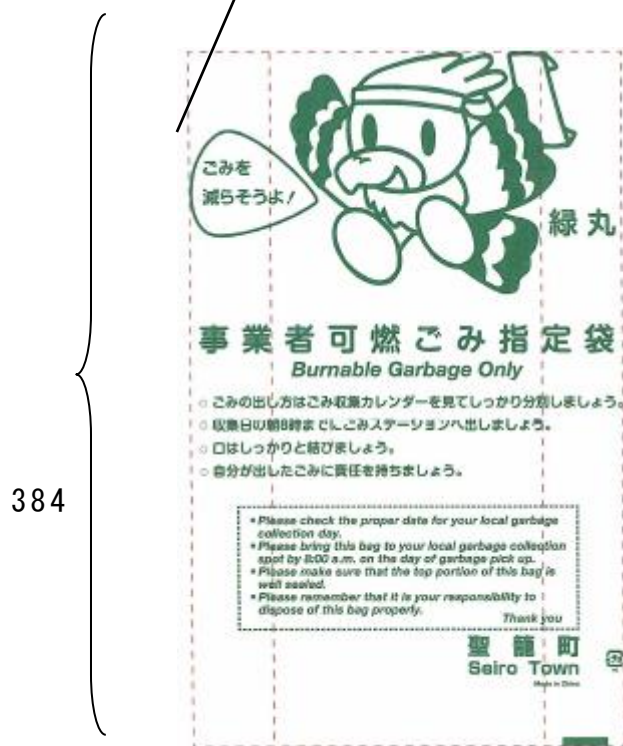 ごみを
減らそうよ!
緑丸
事業者可燃ごみ指定袋
Burnable Garbage Only
○ごみの出し方はごみ収集カレンダーを見てしっかり分別しましょう。
○収集日の朝8時までにごみステーションへ出しましょう。
○口はしっかりと結びましょう。
○自分が出したごみに責任を持ちましょう。
384
*Please check the proper date for your local garbage
collection day.
*Please bring this bag to your local garbage collection
spot by 8:00 a.m. on the day of garbage pick up.
*Please make sure that the top portion of this bag is
well sealed.
*Please remember that it is your responsibility to
dispose of this bag properly.
Thank you
聖籠町
Seiro Town
Made in China